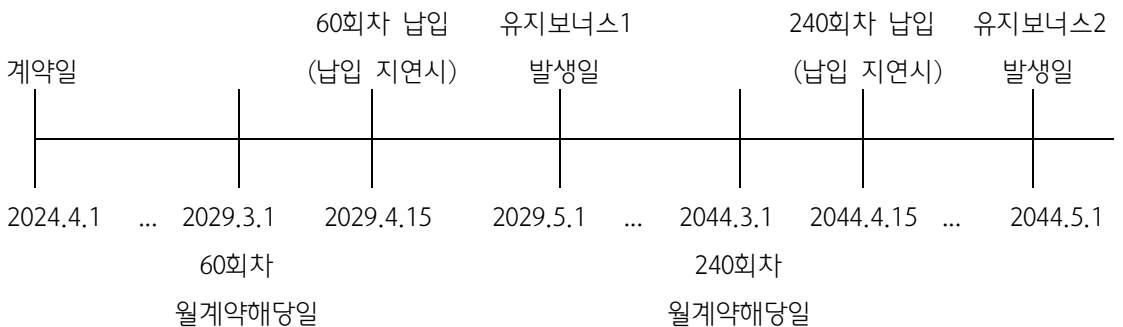 60회차 납입 유지보너스1 240회차 납입 유지보너스2
계약일 (납입 지연시) 발생일 (납입 지연시) 발생일
2024.4.1 ... 2029.3.1 2029.4.15 2029.5.1 ... 2044.3.1 2044.4.15 ... 2044.5.1
60회차 240회차
월계약해당일 월계약해당일